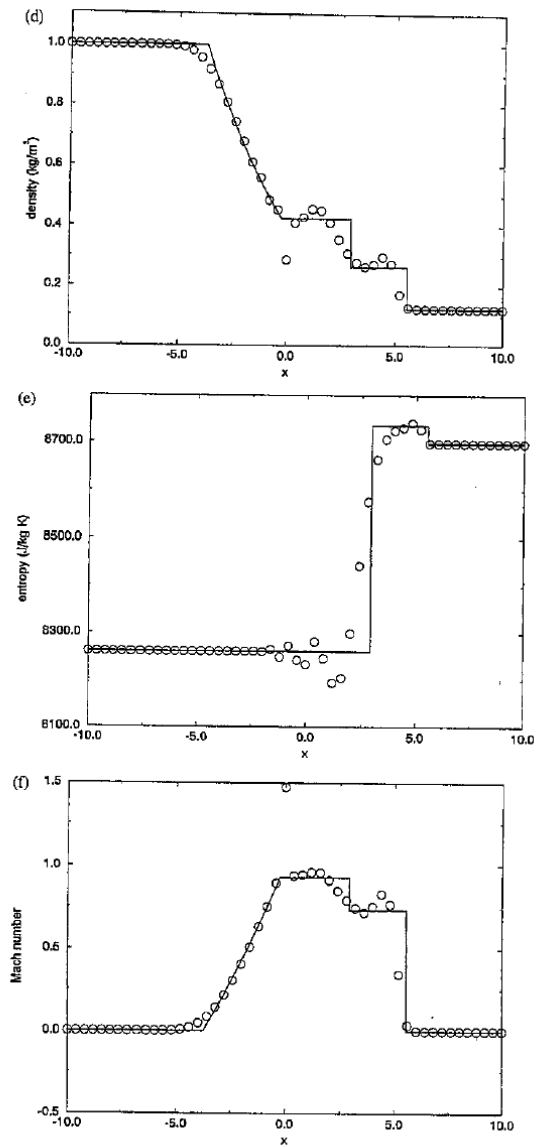 (d)
1.0
0.8
0.6
0.4
0.2
0.0
density (kg/m³)
-10.0 -5.0 0.0 5.0 10.0
x
(e)
8700.0
8500.0
8300.0
8100.0
entropy (J/kg K)
-10.0 -5.0 0.0 5.0 10.0
x
(f)
1.5
1.0
0.5
0.0
-0.5
Mach number
-10.0 -5.0 0.0 5.0 10.0
x